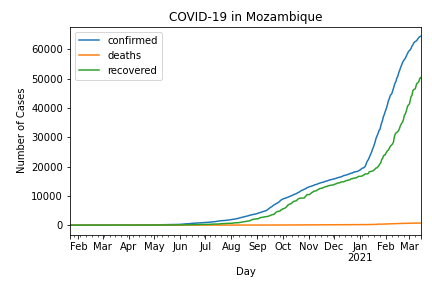 COVID-19 in Mozambique
confirmed
deaths
recovered
Number of Cases
60000
50000
40000
30000
20000
10000
0
Feb Mar Apr May Jun Jul Aug Sep Oct Nov Dec Jan Feb Mar
2021
Day